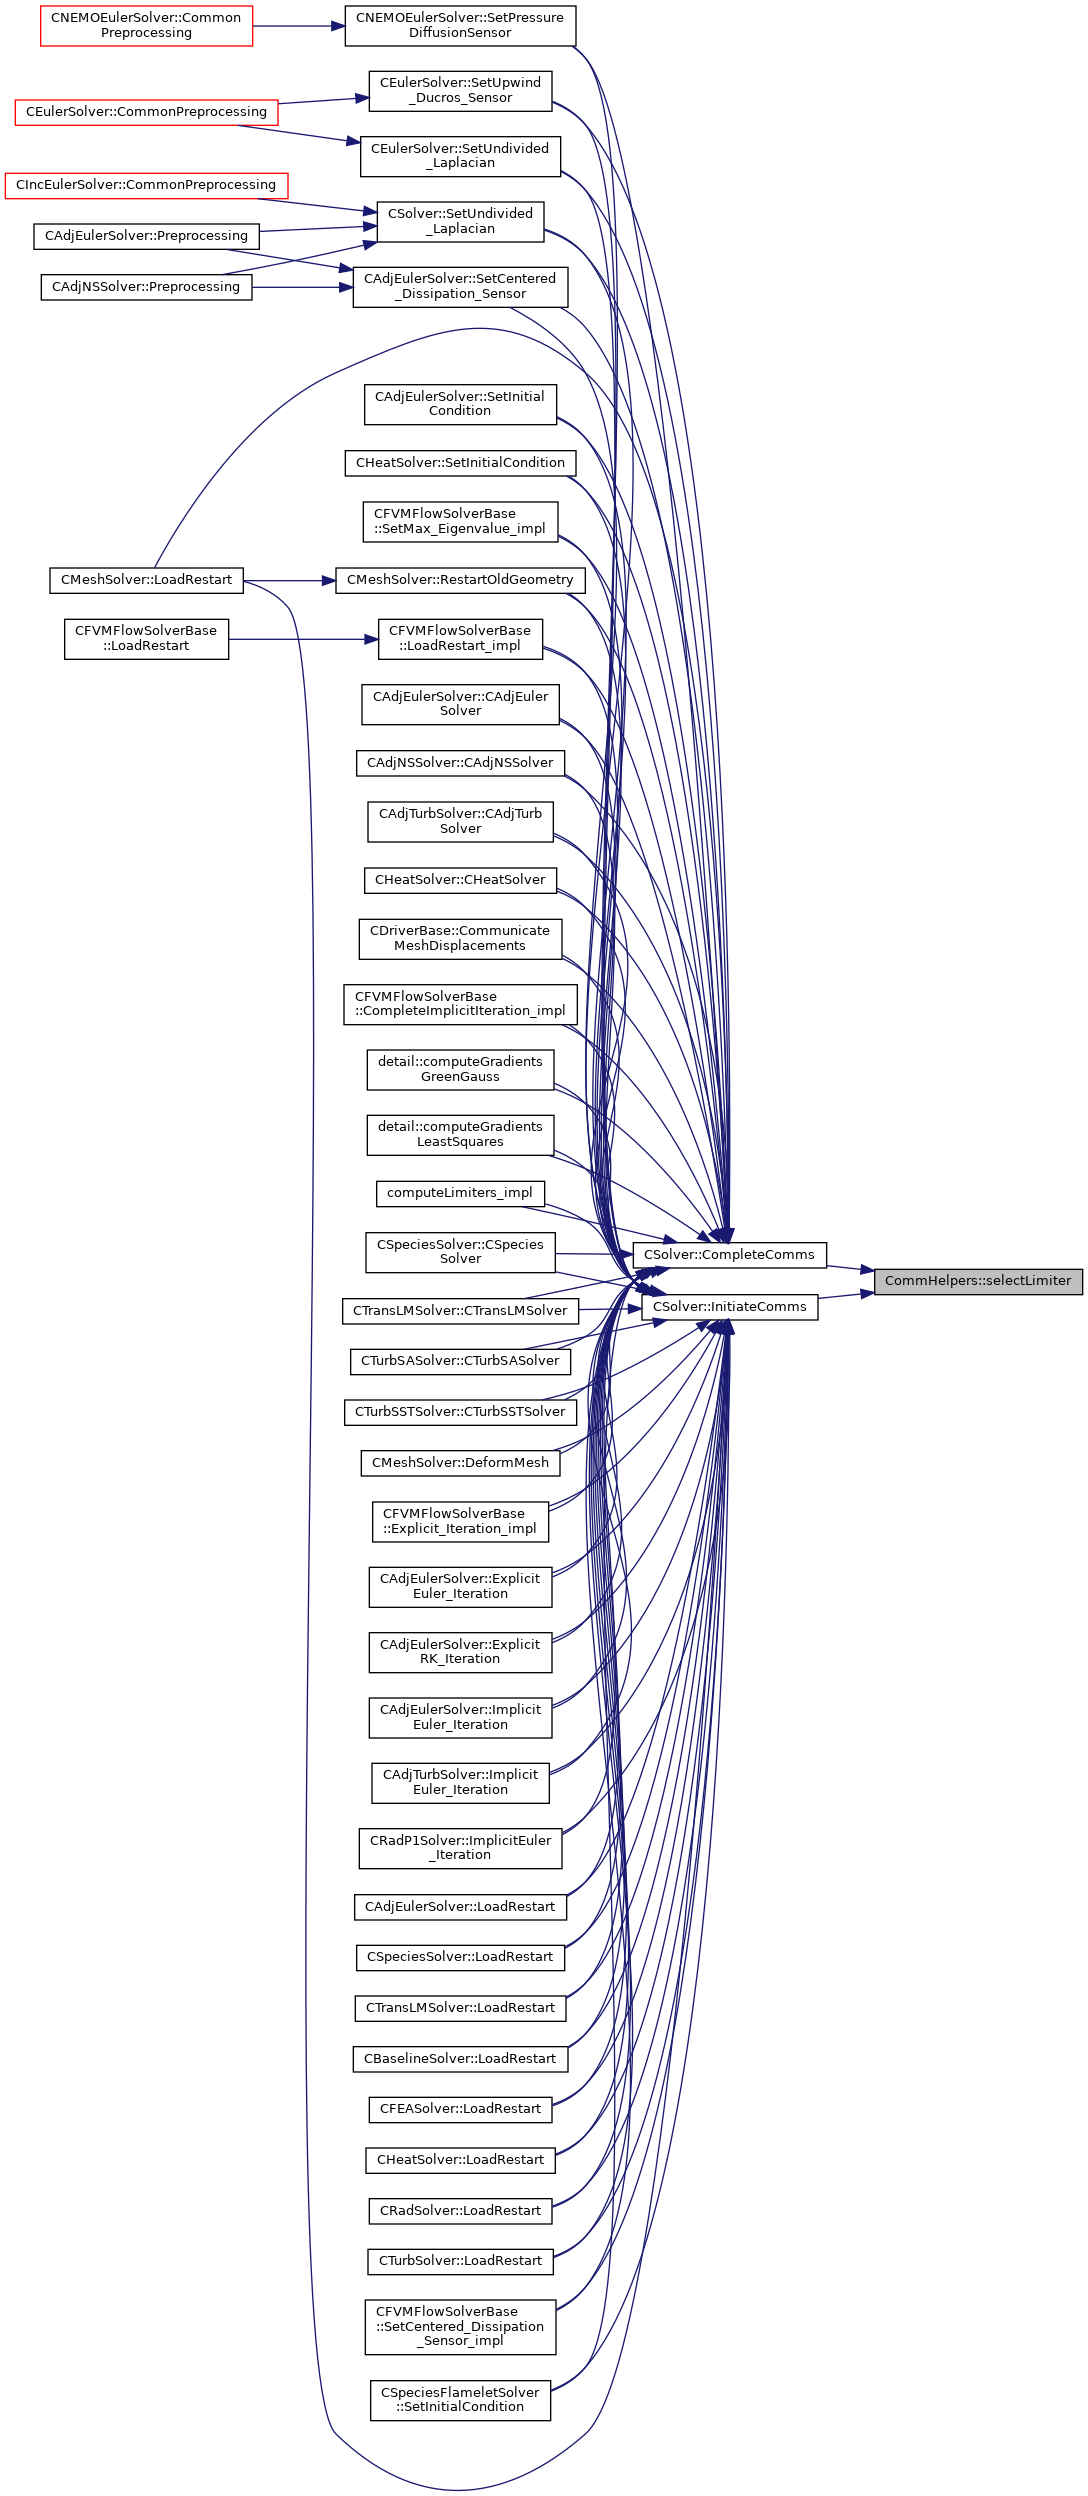 CNEMOEulerSolver::Common
Preprocessing
CNEMOEulerSolver::SetPressure
DiffusionSensor
CEulerSolver::SetUpwind
_Ducros_Sensor
CEulerSolver::CommonPreprocessing
CEulerSolver::SetUndivided
_Laplacian
CIncEulerSolver::CommonPreprocessing
CSolver::SetUndivided
_Laplacian
CAdjEulerSolver::Preprocessing
CAdjNSSolver::Preprocessing
CAdjEulerSolver::SetCentered
_Dissipation_Sensor
CAdjEulerSolver::SetInitial
Condition
CHeatSolver::SetInitialCondition
CFVMFlowSolverBase
::SetMax_Eigenvalue_impl
CMeshSolver::LoadRestart
CMeshSolver::RestartOldGeometry
CFVMFlowSolverBase
::LoadRestart
CFVMFlowSolverBase
::LoadRestart_impl
CAdjEulerSolver::CAdjEuler
Solver
CAdjNSSolver::CAdjNSSolver
CAdjTurbSolver::CAdjTurb
Solver
CHeatSolver::CHeatSolver
CDriverBase::Communicate
MeshDisplacements
CFVMFlowSolverBase
::CompleteImplicitIteration_impl
detail::computeGradients
GreenGauss
detail::computeGradients
LeastSquares
computeLimiters_impl
CSpeciesSolver::CSpecies
Solver
CSolver::CompleteComms
CommHelpers::selectLimiter
CSolver::InitiateComms
CTransLMSolver::CTransLMSolver
CTurbSASolver::CTurbSASolver
CTurbSSTSolver::CTurbSSTSolver
CMeshSolver::DeformMesh
CFVMFlowSolverBase
::Explicit_Iteration_impl
CAdjEulerSolver::Explicit
Euler_Iteration
CAdjEulerSolver::Explicit
RK_Iteration
CAdjEulerSolver::Implicit
Euler_Iteration
CAdjTurbSolver::Implicit
Euler_Iteration
CRadP1Solver::ImplicitEuler
_Iteration
CAdjEulerSolver::LoadRestart
CSpeciesSolver::LoadRestart
CTransLMSolver::LoadRestart
CBaselineSolver::LoadRestart
CFEASolver::LoadRestart
CHeatSolver::LoadRestart
CRadSolver::LoadRestart
CTurbSolver::LoadRestart
CFVMFlowSolverBase
::SetCentered_Dissipation
_Sensor_impl
CSpeciesFlameletSolver
::SetInitialCondition